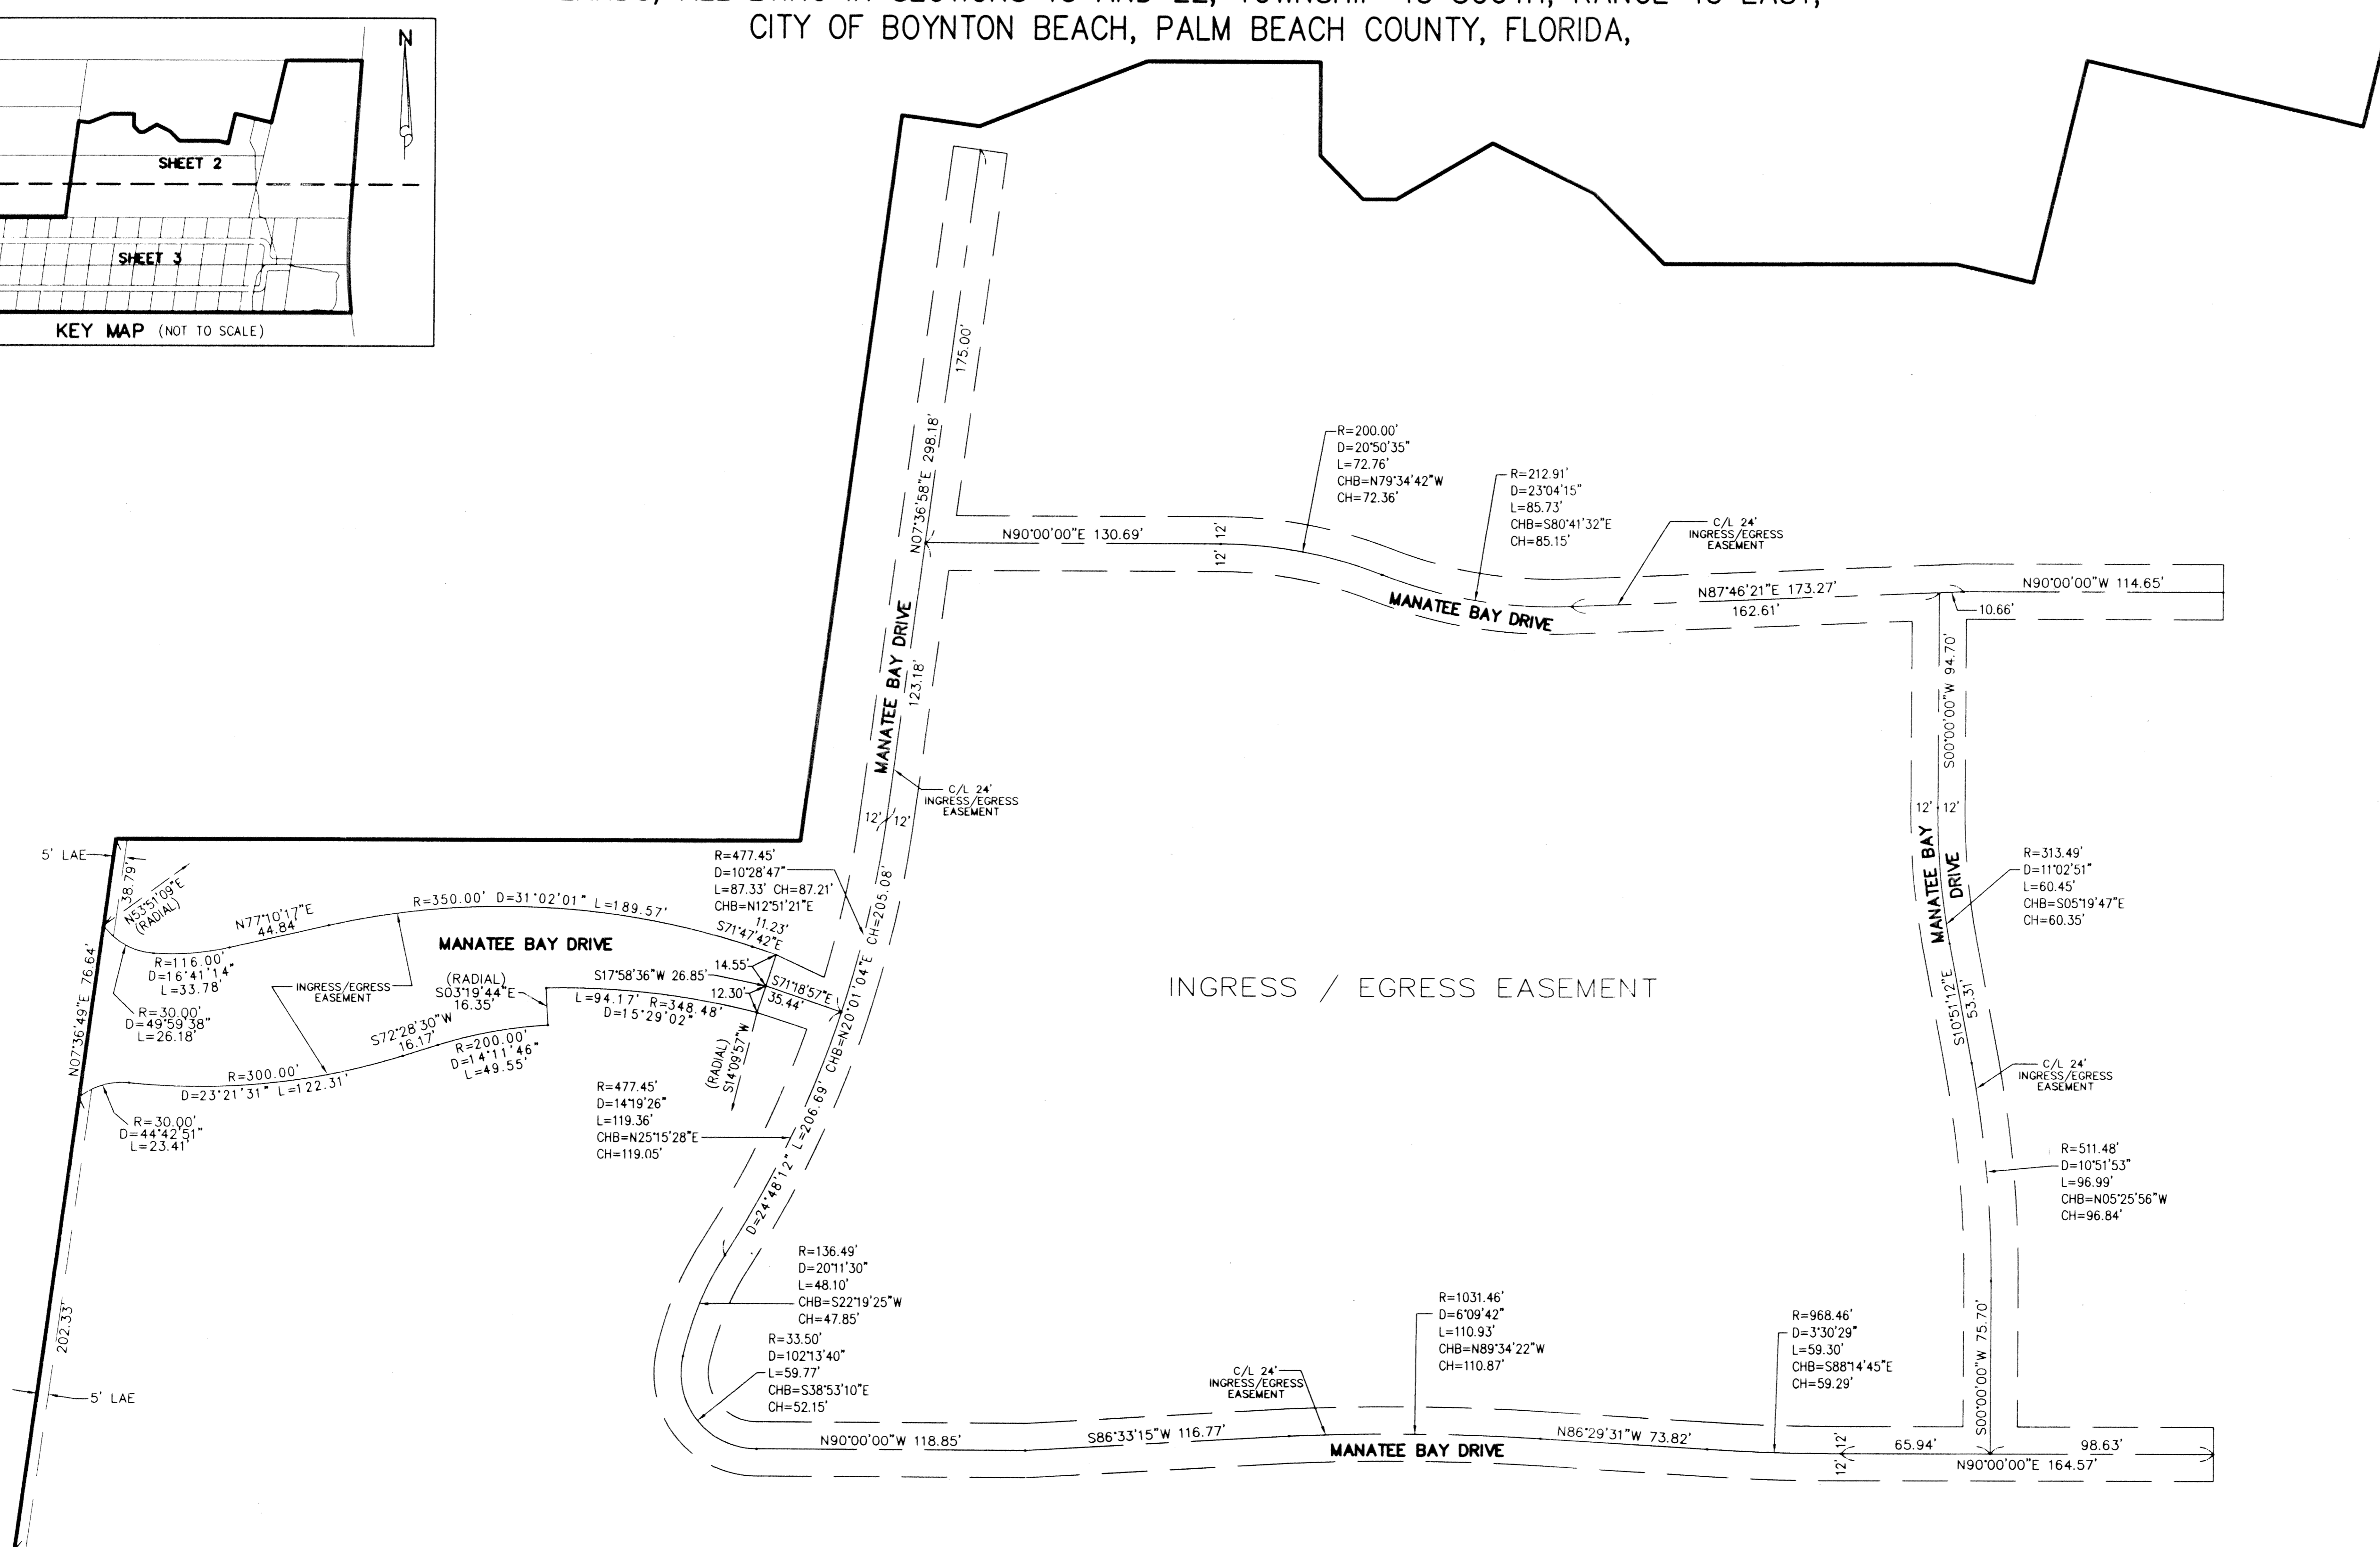 CITY OF BOYNTON BEACH, PALM BEACH COUNTY, FLORIDA,
N
SHEET 2
SHEET 3
KEY MAP (NOT TO SCALE)
175.00'
N07°36'58"E 298.18'
R=200.00'
D=20°50'35"
L=72.76'
CHB=N79°34'42"W
CH=72.36'
R=212.91'
D=23°04'15"
L=85.73'
CHB=S80°41'32"E
CH=85.15'
C/L 24'
INGRESS/EGRESS
EASEMENT
N90°00'00"E 130.69'
12' 12'
MANATEE BAY DRIVE
N87°46'21"E 173.27'
162.61'
N90°00'00"W 114.65'
10.66'
MANATEE BAY DRIVE
123.18'
C/L 24'
INGRESS/EGRESS
EASEMENT
12' 12'
S00°00'00"W 94.70'
12' 12'
MANATEE BAY
DRIVE
R=313.49'
D=11°02'51"
L=60.45'
CHB=S05°19'47"E
CH=60.35'
S10°51'12"E
53.31'
C/L 24'
INGRESS/EGRESS
EASEMENT
R=511.48'
D=10°51'53"
L=96.99'
CHB=N05°25'56"W
CH=96.84'
S00°00'00"W 75.70'
5' LAE
38.79'
N53°51'09"E
(RADIAL)
N77°10'17"E
44.84'
R=350.00' D=31°02'01" L=189.57'
R=477.45'
D=10°28'47"
L=87.33' CH=87.21'
CHB=N12°51'21"E
11.23'
S71°47'42"E
MANATEE BAY DRIVE
R=116.00'
D=16°41'14"
L=33.78'
INGRESS/EGRESS
EASEMENT
(RADIAL)
S03°19'44"E
16.35'
S17°58'36"W 26.85'
14.55'
12.30'
S71°18'57"E
35.44'
L=94.17' R=348.48'
D=15°29'02"
N07°36'49"E 76.64'
R=30.00'
D=49°59'38"
L=26.18'
S72°28'30"W
16.17'
R=200.00'
D=14°11'46"
L=49.55'
R=300.00'
D=23°21'31" L=122.31'
R=30.00'
D=44°42'51"
L=23.41'
(RADIAL)
S14°09'57"W
D=24°48'12" L=206.69' CHB=N20°01'04"E CH=205.08'
R=477.45'
D=14°19'26"
L=119.36'
CHB=N25°15'28"E
CH=119.05'
INGRESS / EGRESS EASEMENT
R=136.49'
D=20°11'30"
L=48.10'
CHB=S22°19'25"W
CH=47.85'
R=33.50'
D=102°13'40"
L=59.77'
CHB=S38°53'10"E
CH=52.15'
202.33'
5' LAE
C/L 24'
INGRESS/EGRESS
EASEMENT
R=1031.46'
D=6°09'42"
L=110.93'
CHB=N89°34'22"W
CH=110.87'
R=968.46'
D=3°30'29"
L=59.30'
CHB=S88°14'45"E
CH=59.29'
N90°00'00"W 118.85'
S86°33'15"W 116.77'
MANATEE BAY DRIVE
N86°29'31"W 73.82'
12' 12'
65.94'
98.63'
N90°00'00"E 164.57'